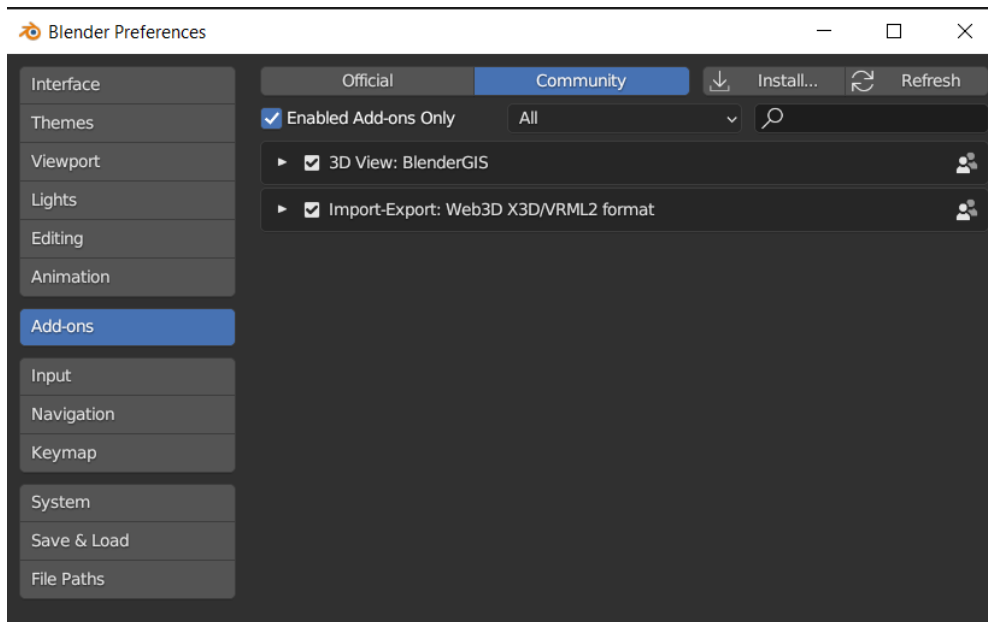 Blender Preferences
Interface
Themes
Viewport
Lights
Editing
Animation
Add-ons
Input
Navigation
Keymap
System
Save & Load
File Paths
Official
Community
Install...
Refresh
Enabled Add-ons Only
All
3D View: BlenderGIS
Import-Export: Web3D X3D/VRML2 format